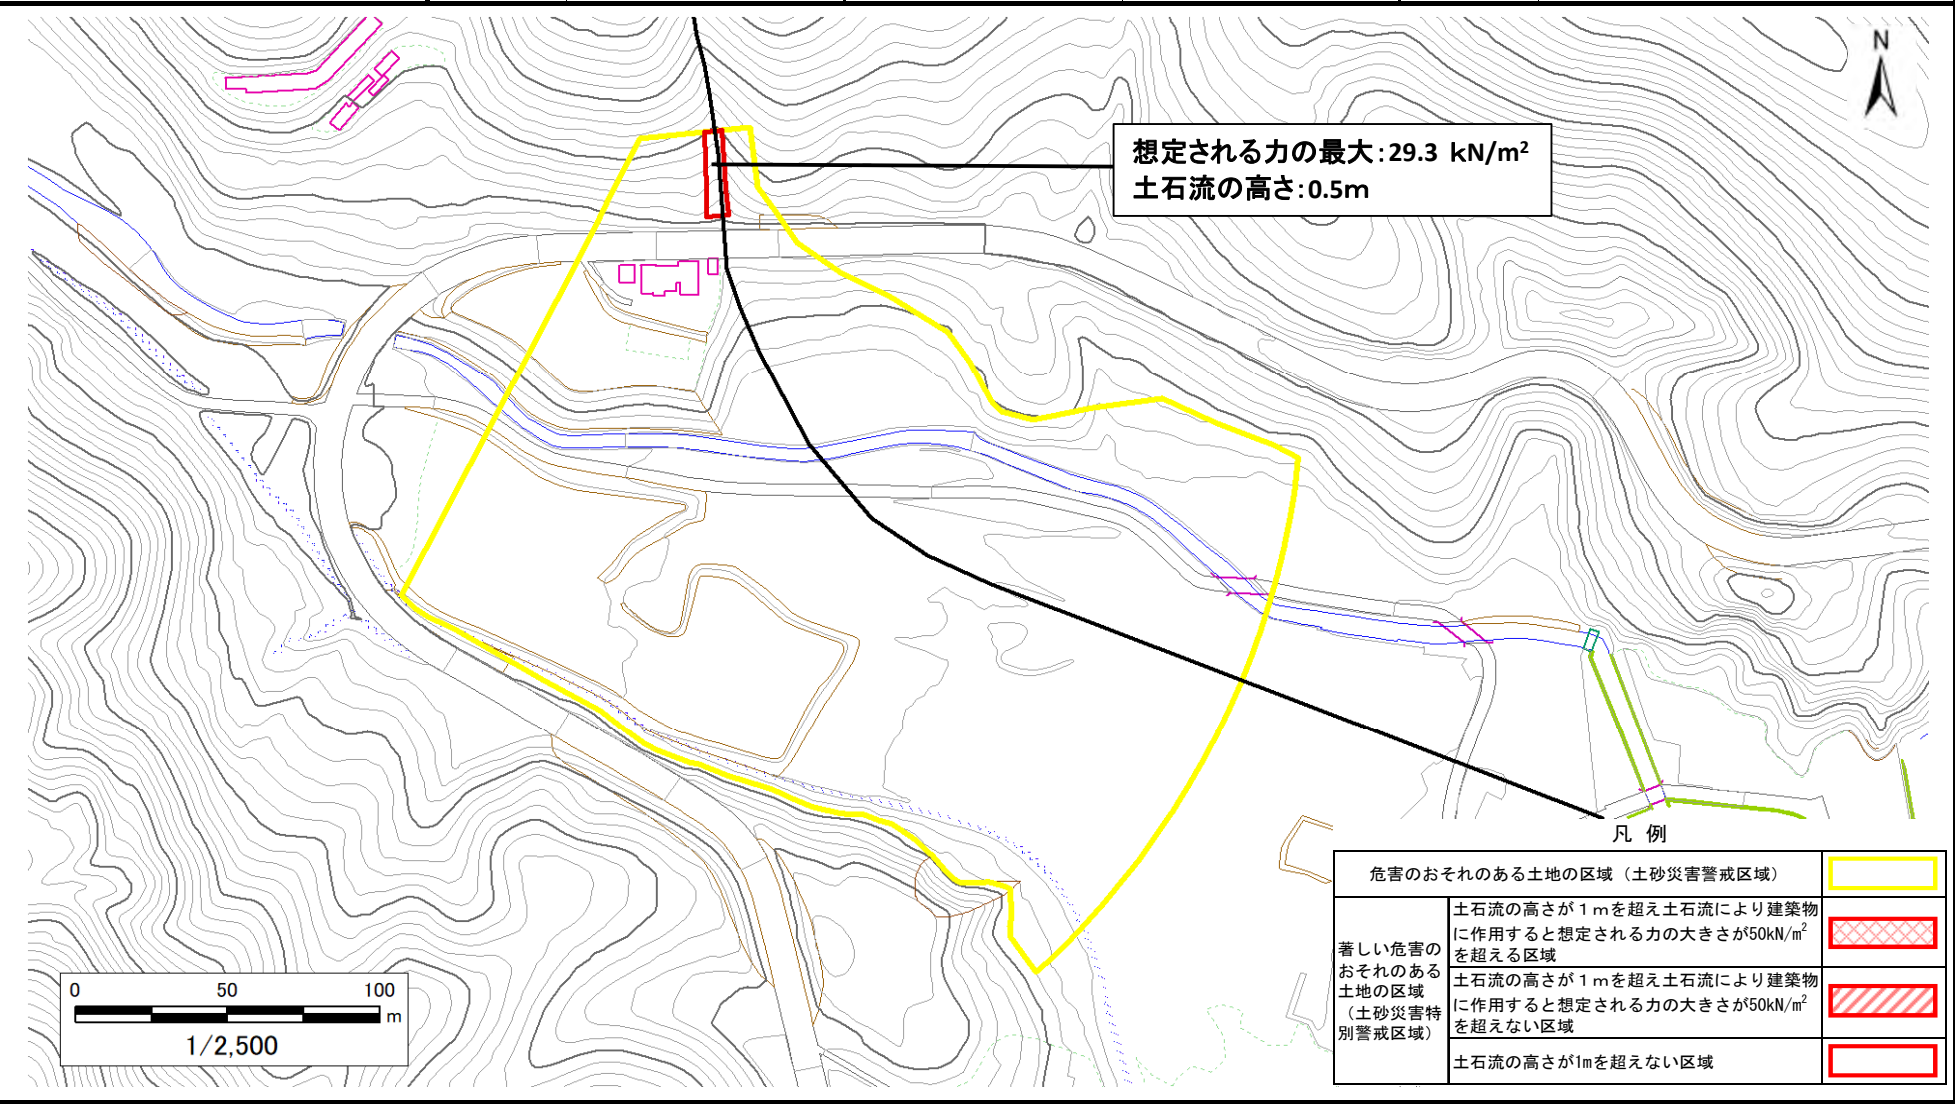 N
想定される力の最大:29.3 kN/m²
土石流の高さ:0.5m
凡 例
危害のおそれのある土地の区域（土砂災害警戒区域）
著しい危害の
おそれのある
土地の区域
（土砂災害特
別警戒区域）
土石流の高さが１ｍを超え土石流により建築物
に作用すると想定される力の大きさが50kN/m²
を超える区域
土石流の高さが１ｍを超え土石流により建築物
に作用すると想定される力の大きさが50kN/m²
を超えない区域
土石流の高さが1mを超えない区域
0 50 100
m
1/2,500